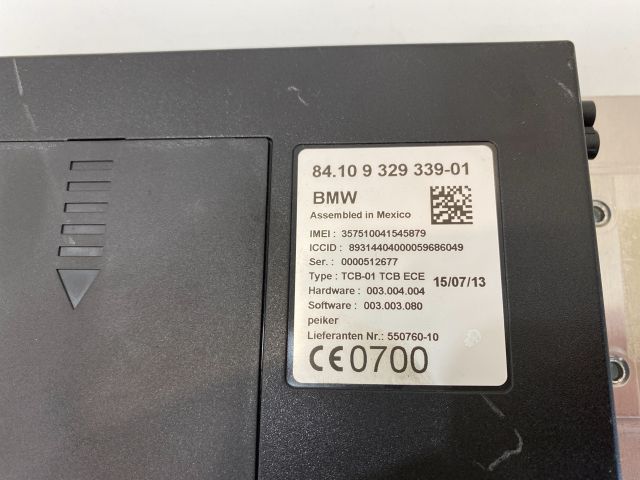 84.10 9 329 339-01
BMW
Assembled in Mexico
IMEI : 357510041545879
ICCID : 89314404000059686049
Ser. : 0000512677
Type : TCB-01 TCB ECE 15/07/13
Hardware : 003.004.004
Software : 003.003.080
peiker
Lieferanten Nr.: 550760-10
CE0700